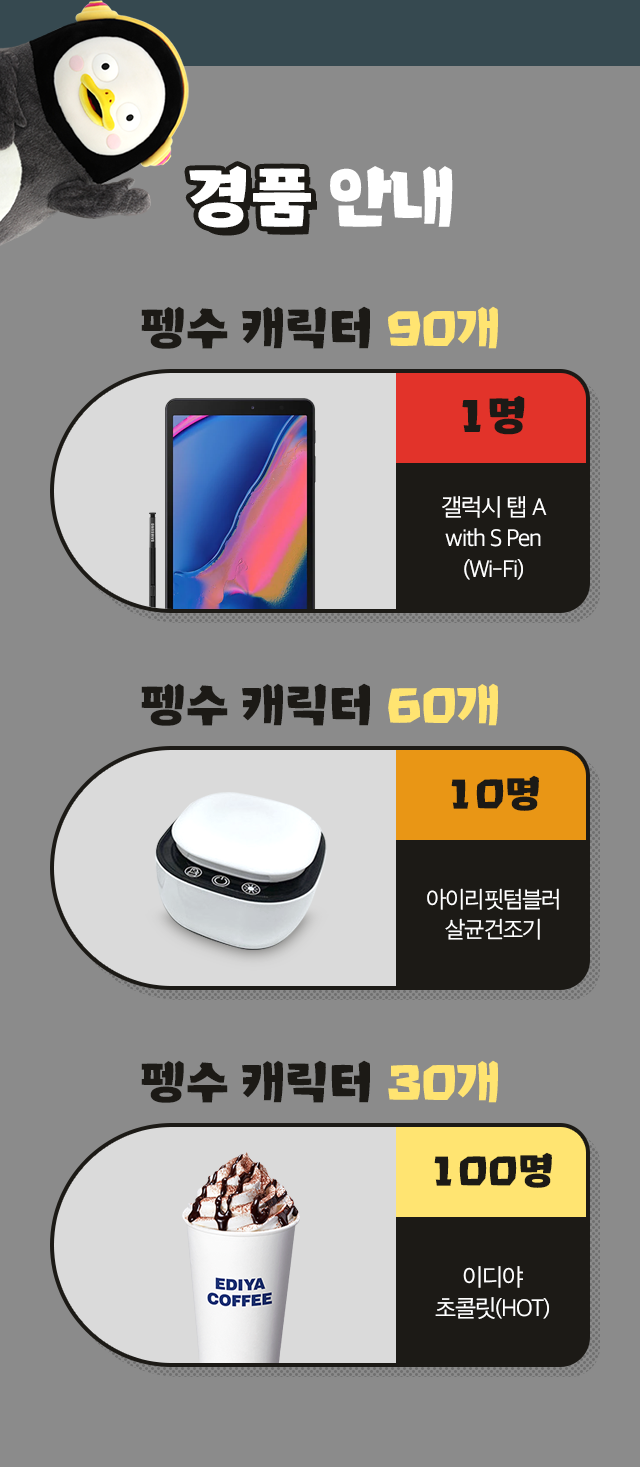 경품 안내
펭수 캐릭터 90개
1명
갤럭시 탭 A
with S Pen
(Wi-Fi)
펭수 캐릭터 60개
10명
아이리핏텀블러
살균건조기
펭수 캐릭터 30개
100명
EDIYA
COFFEE
이디야
초콜릿(HOT)